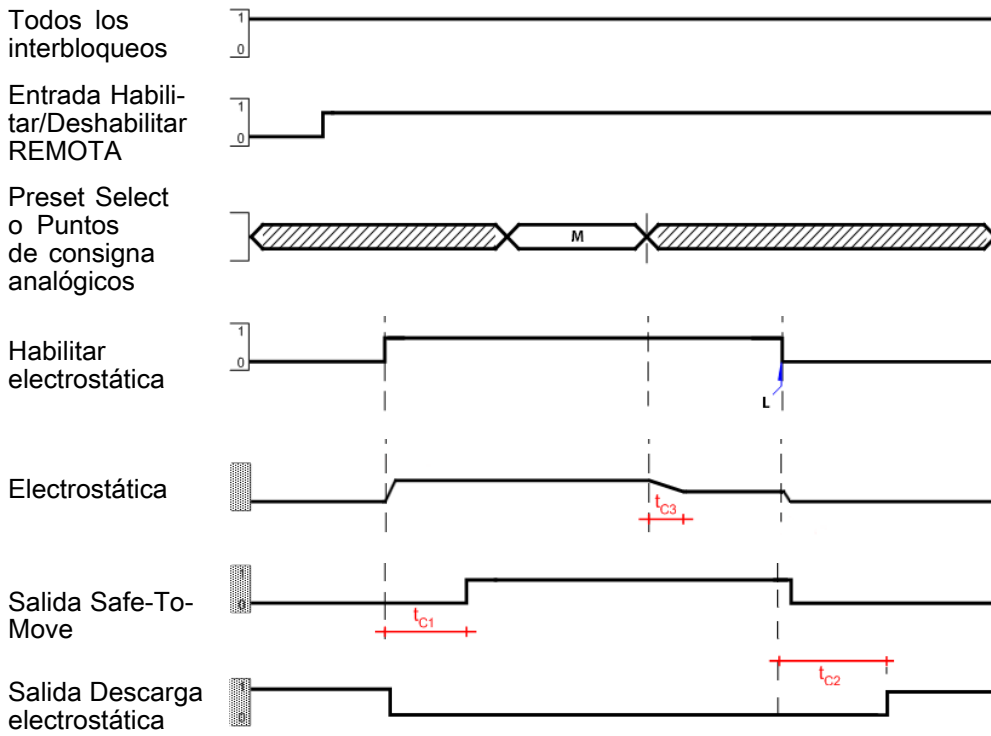 Todos los
interbloqueos
1
0
Entrada Habili-
tar/Deshabilitar
REMOTA
1
0
Preset Select
o Puntos
de consigna
analógicos
M
Habilitar
electrostática
1
0
L
Electrostática
tC3
Salida Safe-To-
Move
1
0
tC1
tC2
Salida Descarga
electrostática
1
0